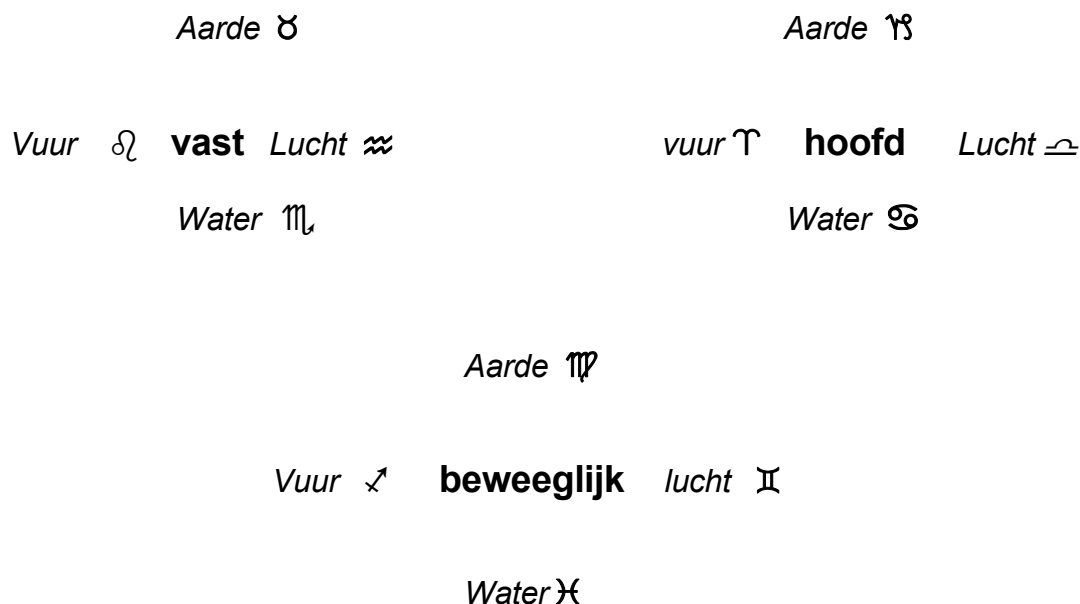 Aarde ♉
Vuur ♌ vast Lucht ♒
Water ♏
Aarde ♑
vuur ♈ hoofd Lucht ♎
Water ♋
Aarde ♍
Vuur ♐ beweeglijk lucht ♊
Water ♓